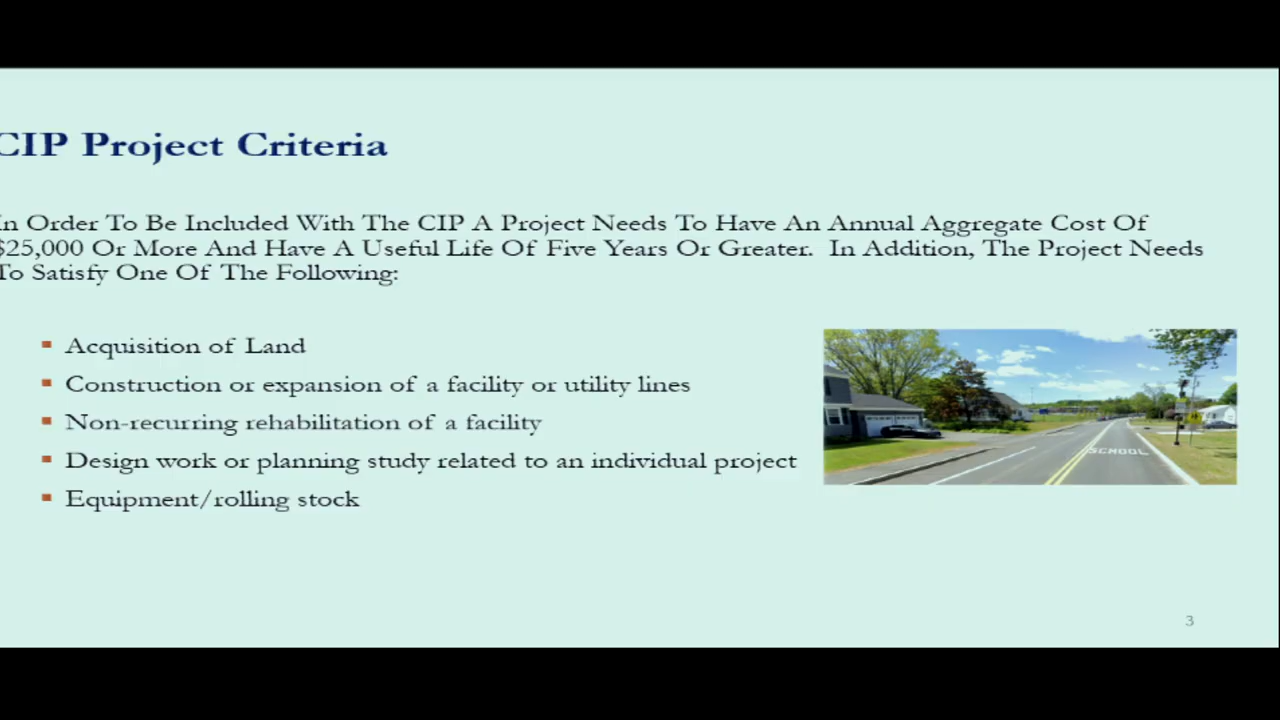 CIP Project Criteria
In Order To Be Included With The CIP A Project Needs To Have An Annual Aggregate Cost Of
$25,000 Or More And Have A Useful Life Of Five Years Or Greater.  In Addition, The Project Needs
To Satisfy One Of The Following:
▪ Acquisition of Land
▪ Construction or expansion of a facility or utility lines
▪ Non-recurring rehabilitation of a facility
▪ Design work or planning study related to an individual project
▪ Equipment/rolling stock
SCHOOL
3